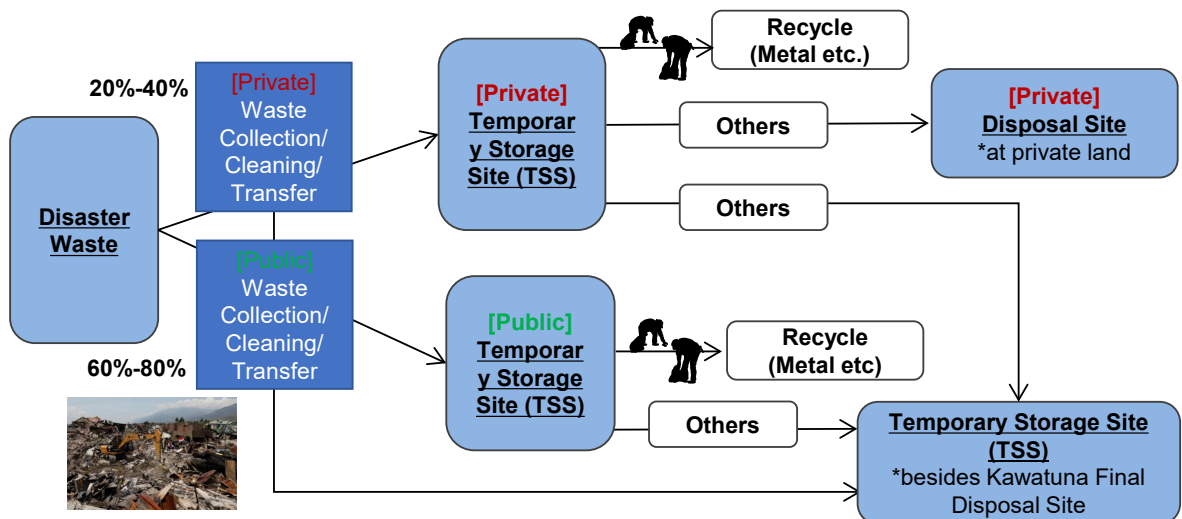 Disaster
Waste
20%-40%
[Private]
Waste
Collection/
Cleaning/
Transfer
[Public]
Waste
Collection/
Cleaning/
Transfer
60%-80%
[Private]
Temporar
y Storage
Site (TSS)
Recycle
(Metal etc.)
Others
[Private]
Disposal Site
*at private land
Others
[Public]
Temporar
y Storage
Site (TSS)
Recycle
(Metal etc)
Others
Temporary Storage Site
(TSS)
*besides Kawatuna Final
Disposal Site